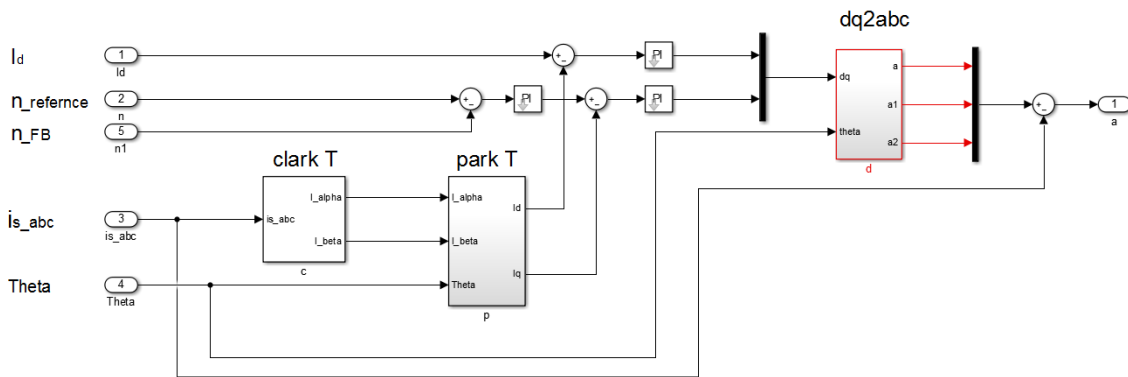 dq2abc
Id
1
Id
PI
dq
a
a1
a2
theta
d
1
a
n_refernce
2
n
PI
PI
n_FB
5
n1
clark T
park T
is_abc
3
is_abc
is_abc
I_alpha
I_beta
c
I_alpha
I_beta
Theta
Id
Iq
p
Theta
4
Theta